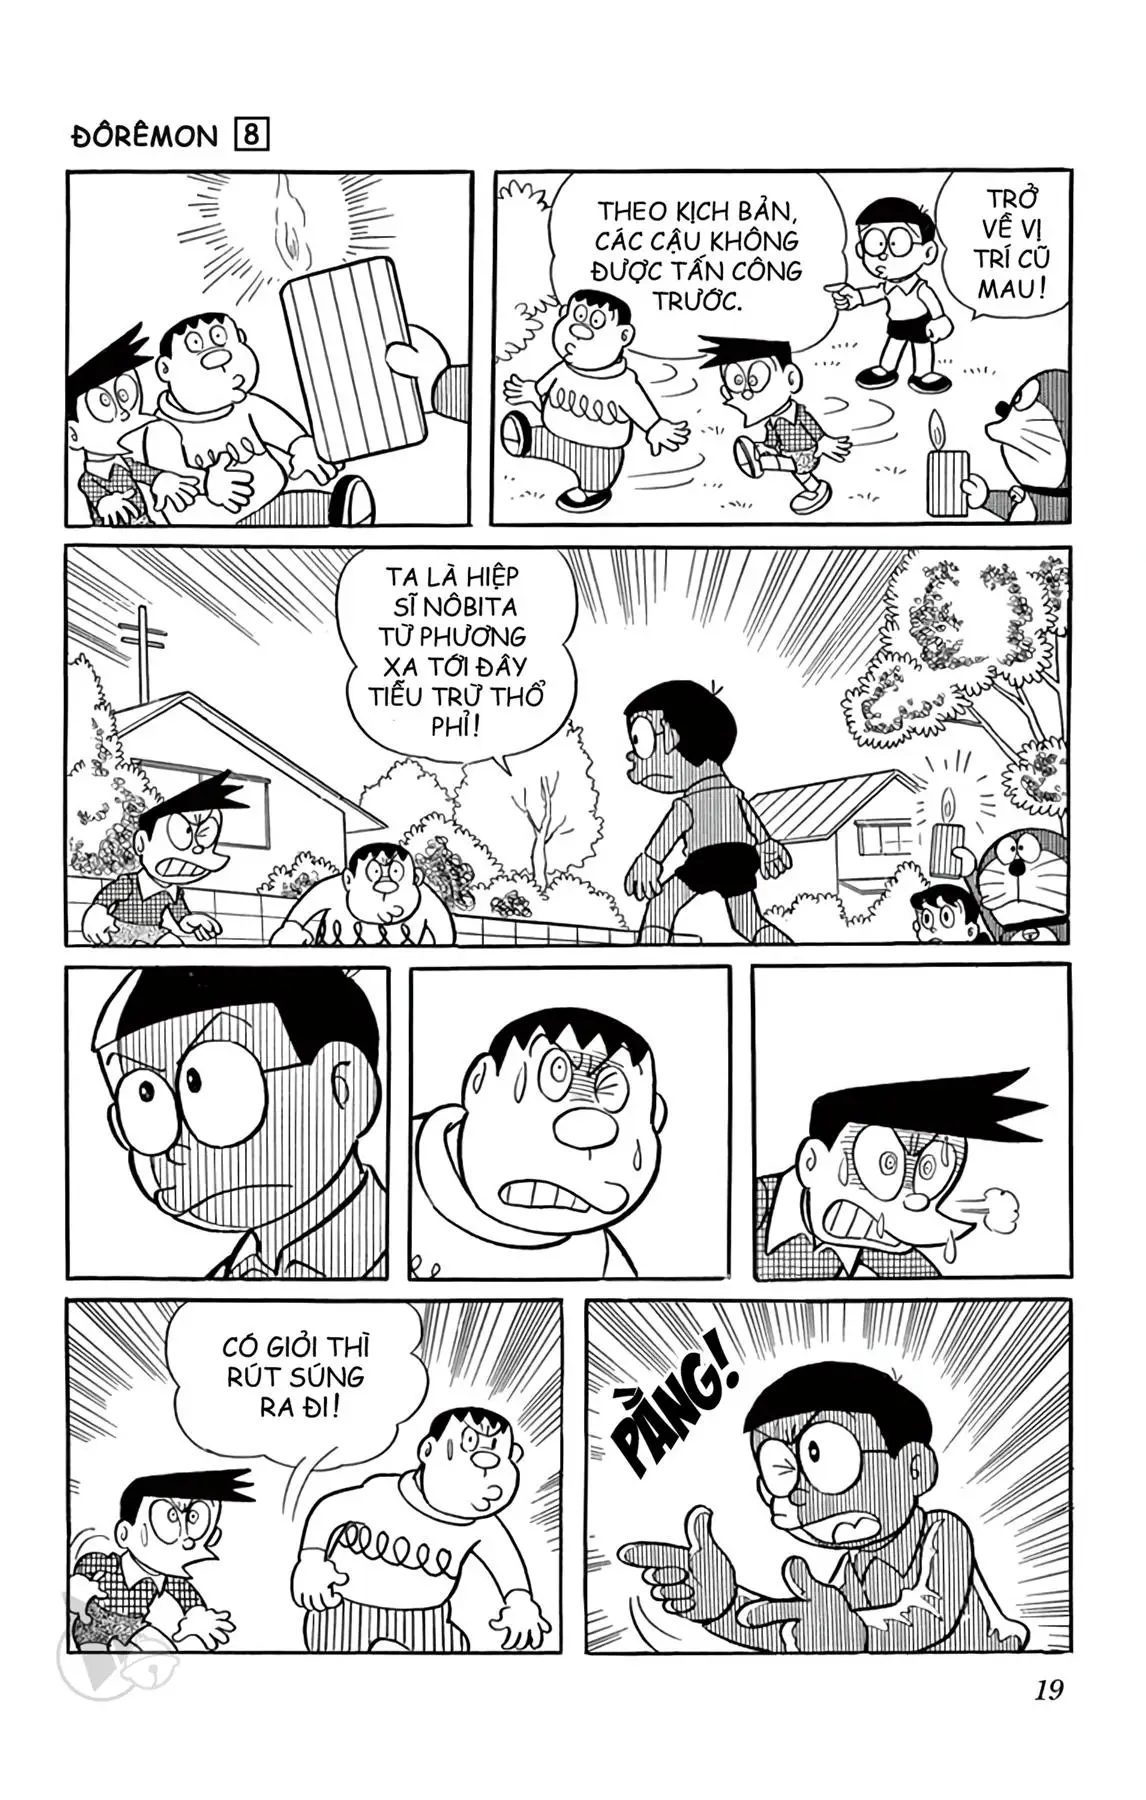 ĐÔRÊMON 8
THEO KỊCH BẢN,
CÁC CẬU KHÔNG
ĐƯỢC TẤN CÔNG
TRƯỚC.
TRỞ
VỀ VỊ
TRÍ CŨ
MAU!
TA LÀ HIỆP
SĨ NÔBITA
TỪ PHƯƠNG
XA TỚI ĐÂY
TIỄU TRỪ THỔ
PHỈ!
CÓ GIỎI THÌ
RÚT SÚNG
RA ĐI!
PẰNG!
19